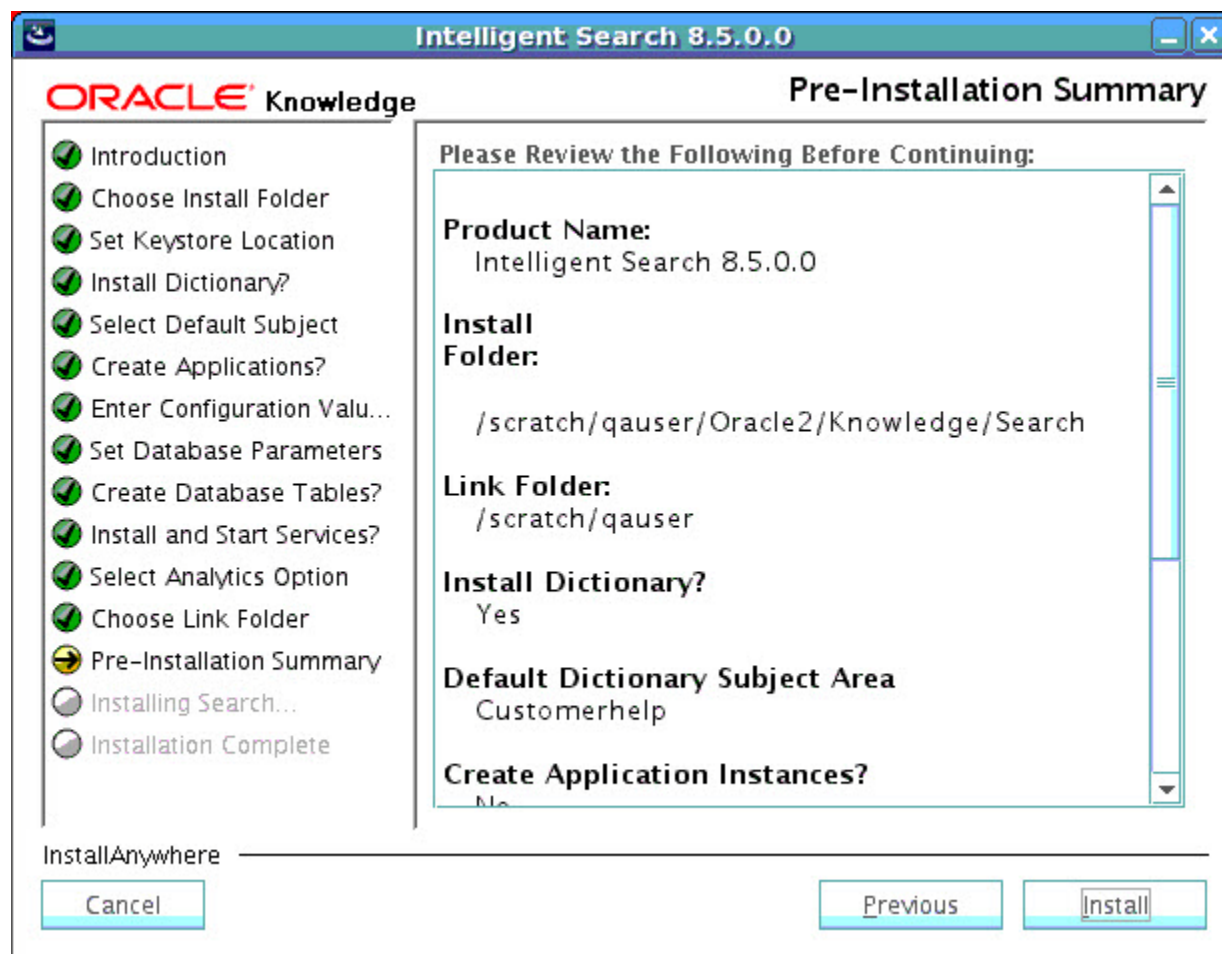 Intelligent Search 8.5.0.0
ORACLE Knowledge
Pre-Installation Summary
Introduction
Choose Install Folder
Set Keystore Location
Install Dictionary?
Select Default Subject
Create Applications?
Enter Configuration Valu...
Set Database Parameters
Create Database Tables?
Install and Start Services?
Select Analytics Option
Choose Link Folder
Pre-Installation Summary
Installing Search...
Installation Complete
Please Review the Following Before Continuing:
Product Name:
Intelligent Search 8.5.0.0
Install
Folder:
/scratch/qauser/Oracle2/Knowledge/Search
Link Folder:
/scratch/qauser
Install Dictionary?
Yes
Default Dictionary Subject Area
Customerhelp
Create Application Instances?
No
InstallAnywhere
Cancel
Previous
Install